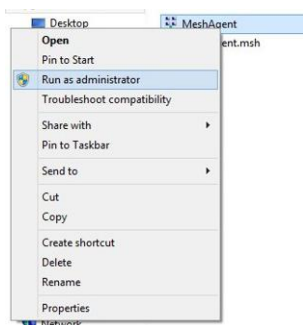 Desktop
MeshAgent
ent.msh
Open
Pin to Start
Run as administrator
Troubleshoot compatibility
Share with
Pin to Taskbar
Send to
Cut
Copy
Create shortcut
Delete
Rename
Properties
Network